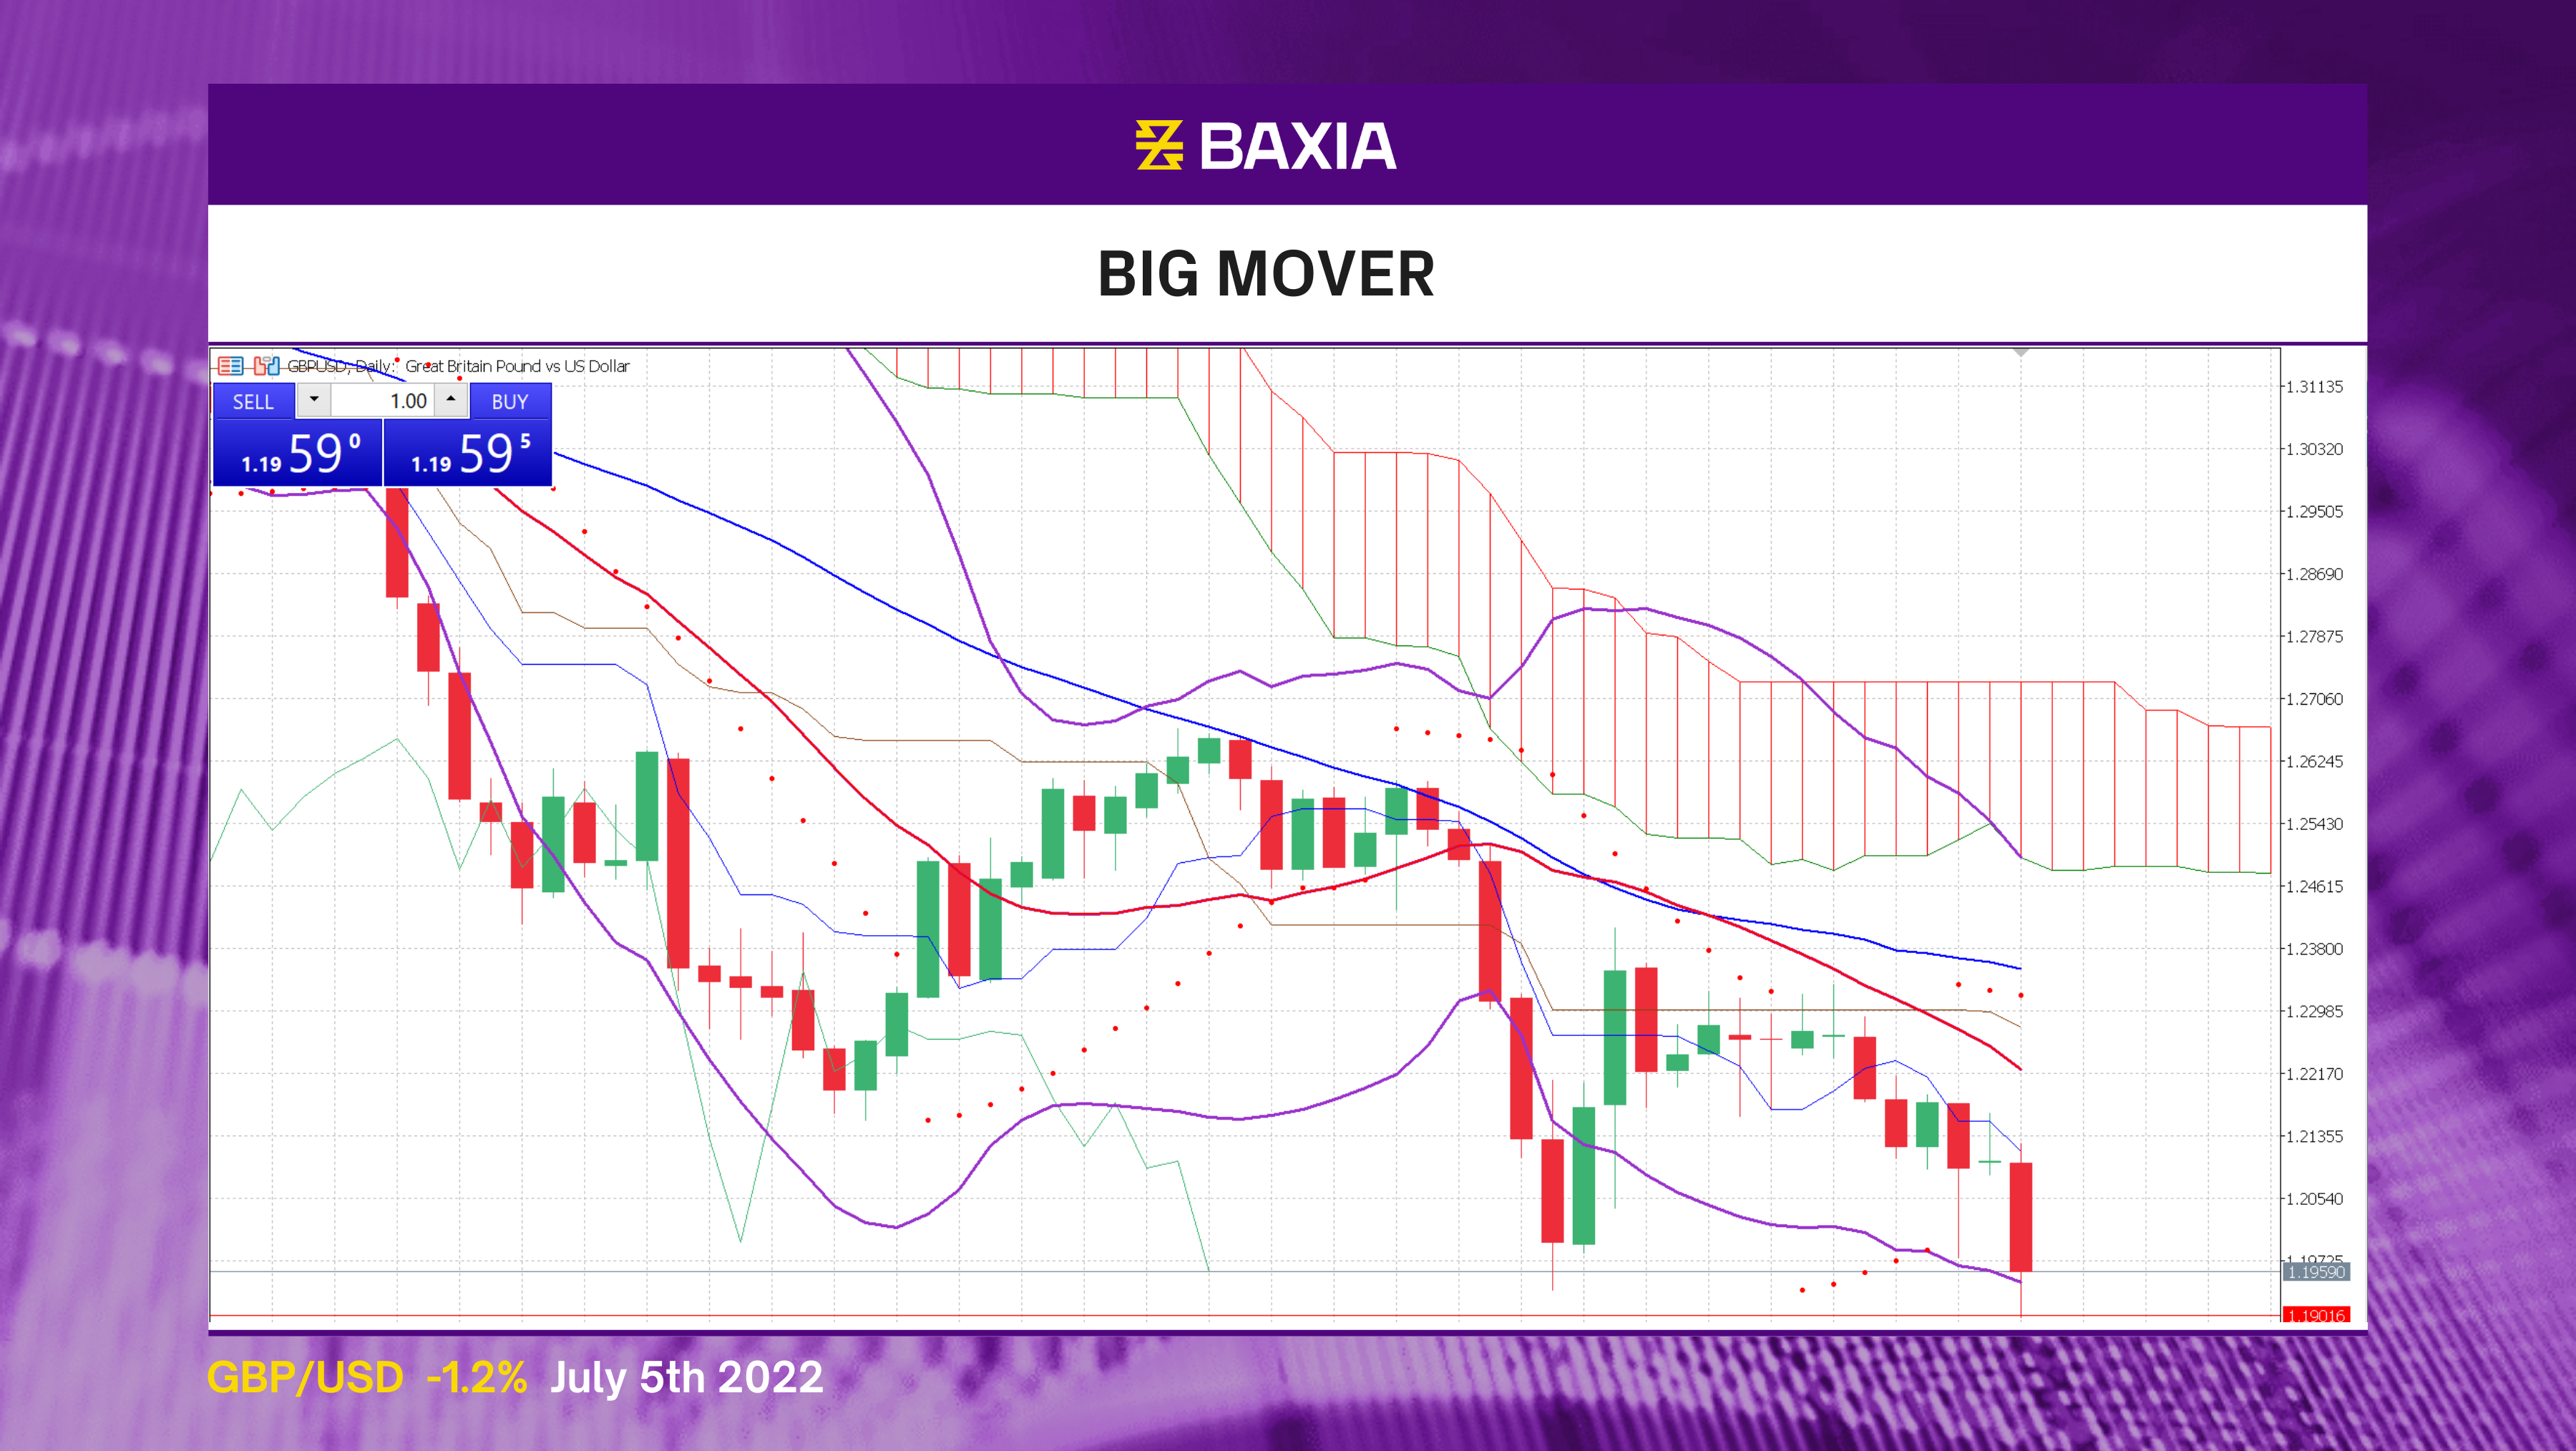 BAXIA
BIG MOVER
GBPUSD, Daily: Great Britain Pound vs US Dollar
SELL 1.00 BUY
1.19 59 0 1.19 59 5
1.31135
1.30320
1.29505
1.28690
1.27875
1.27060
1.26245
1.25430
1.24615
1.23800
1.22985
1.22170
1.21355
1.20540
1.19725
1.19590
1.19016
GBP/USD -1.2% July 5th 2022